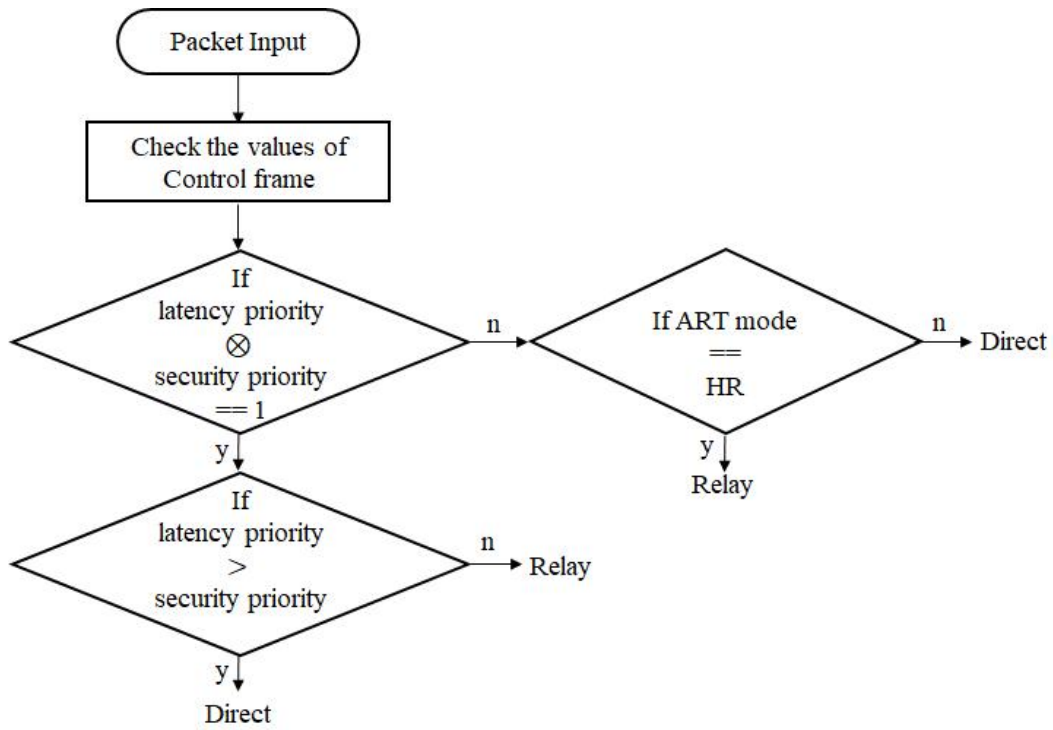 Packet Input
Check the values of
Control frame
If
latency priority
⊗
security priority
== 1
n
y
If ART mode
==
HR
n
Direct
y
Relay
If
latency priority
>
security priority
n
Relay
y
Direct